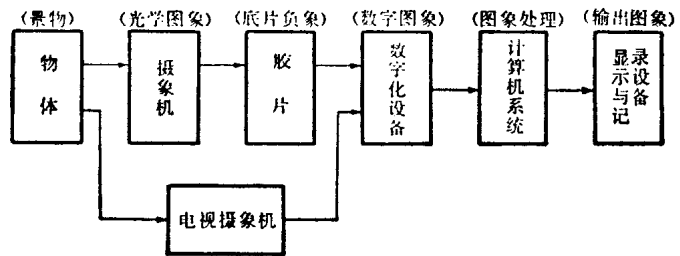 (景物) (光学图象) (底片负象) (数字图象) (图象处理) (输出图象)
物体
摄象机
胶片
数字化设备
计算机系统
显示与记录设备
电视摄象机